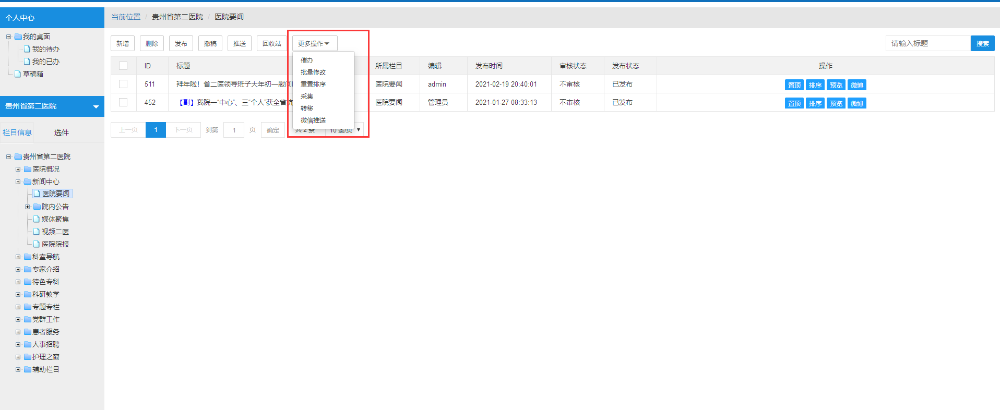 个人中心
我的桌面
我的待办
我的已办
草稿箱
贵州省第二医院
栏目信息 选件
贵州省第二医院
医院概况
新闻中心
医院要闻
院内公告
媒体聚焦
视频二医
医院院报
科室导航
专家介绍
特色专科
科研教学
专题专栏
党群工作
患者服务
人事招聘
护理之窗
辅助栏目
当前位置 / 贵州省第二医院 / 医院要闻
新增 删除 发布 撤稿 推送 回收站 更多操作 请输入标题 搜索
催办
批量修改
重置排序
采集
转移
微信推送
ID 标题 所属栏目 编辑 发布时间 审核状态 发布状态 操作
511 拜年啦！省二医领导班子大年初一慰问 医院要闻 admin 2021-02-19 20:40:01 不审核 已发布 置顶 排序 预览 微博
452 【副】我院一“中心”、三“个人”获全省抗 医院要闻 管理员 2021-01-27 08:33:13 不审核 已发布 置顶 排序 预览 微博
上一页 1 下一页 到第 1 页 确定 共 2 条 10 条/页